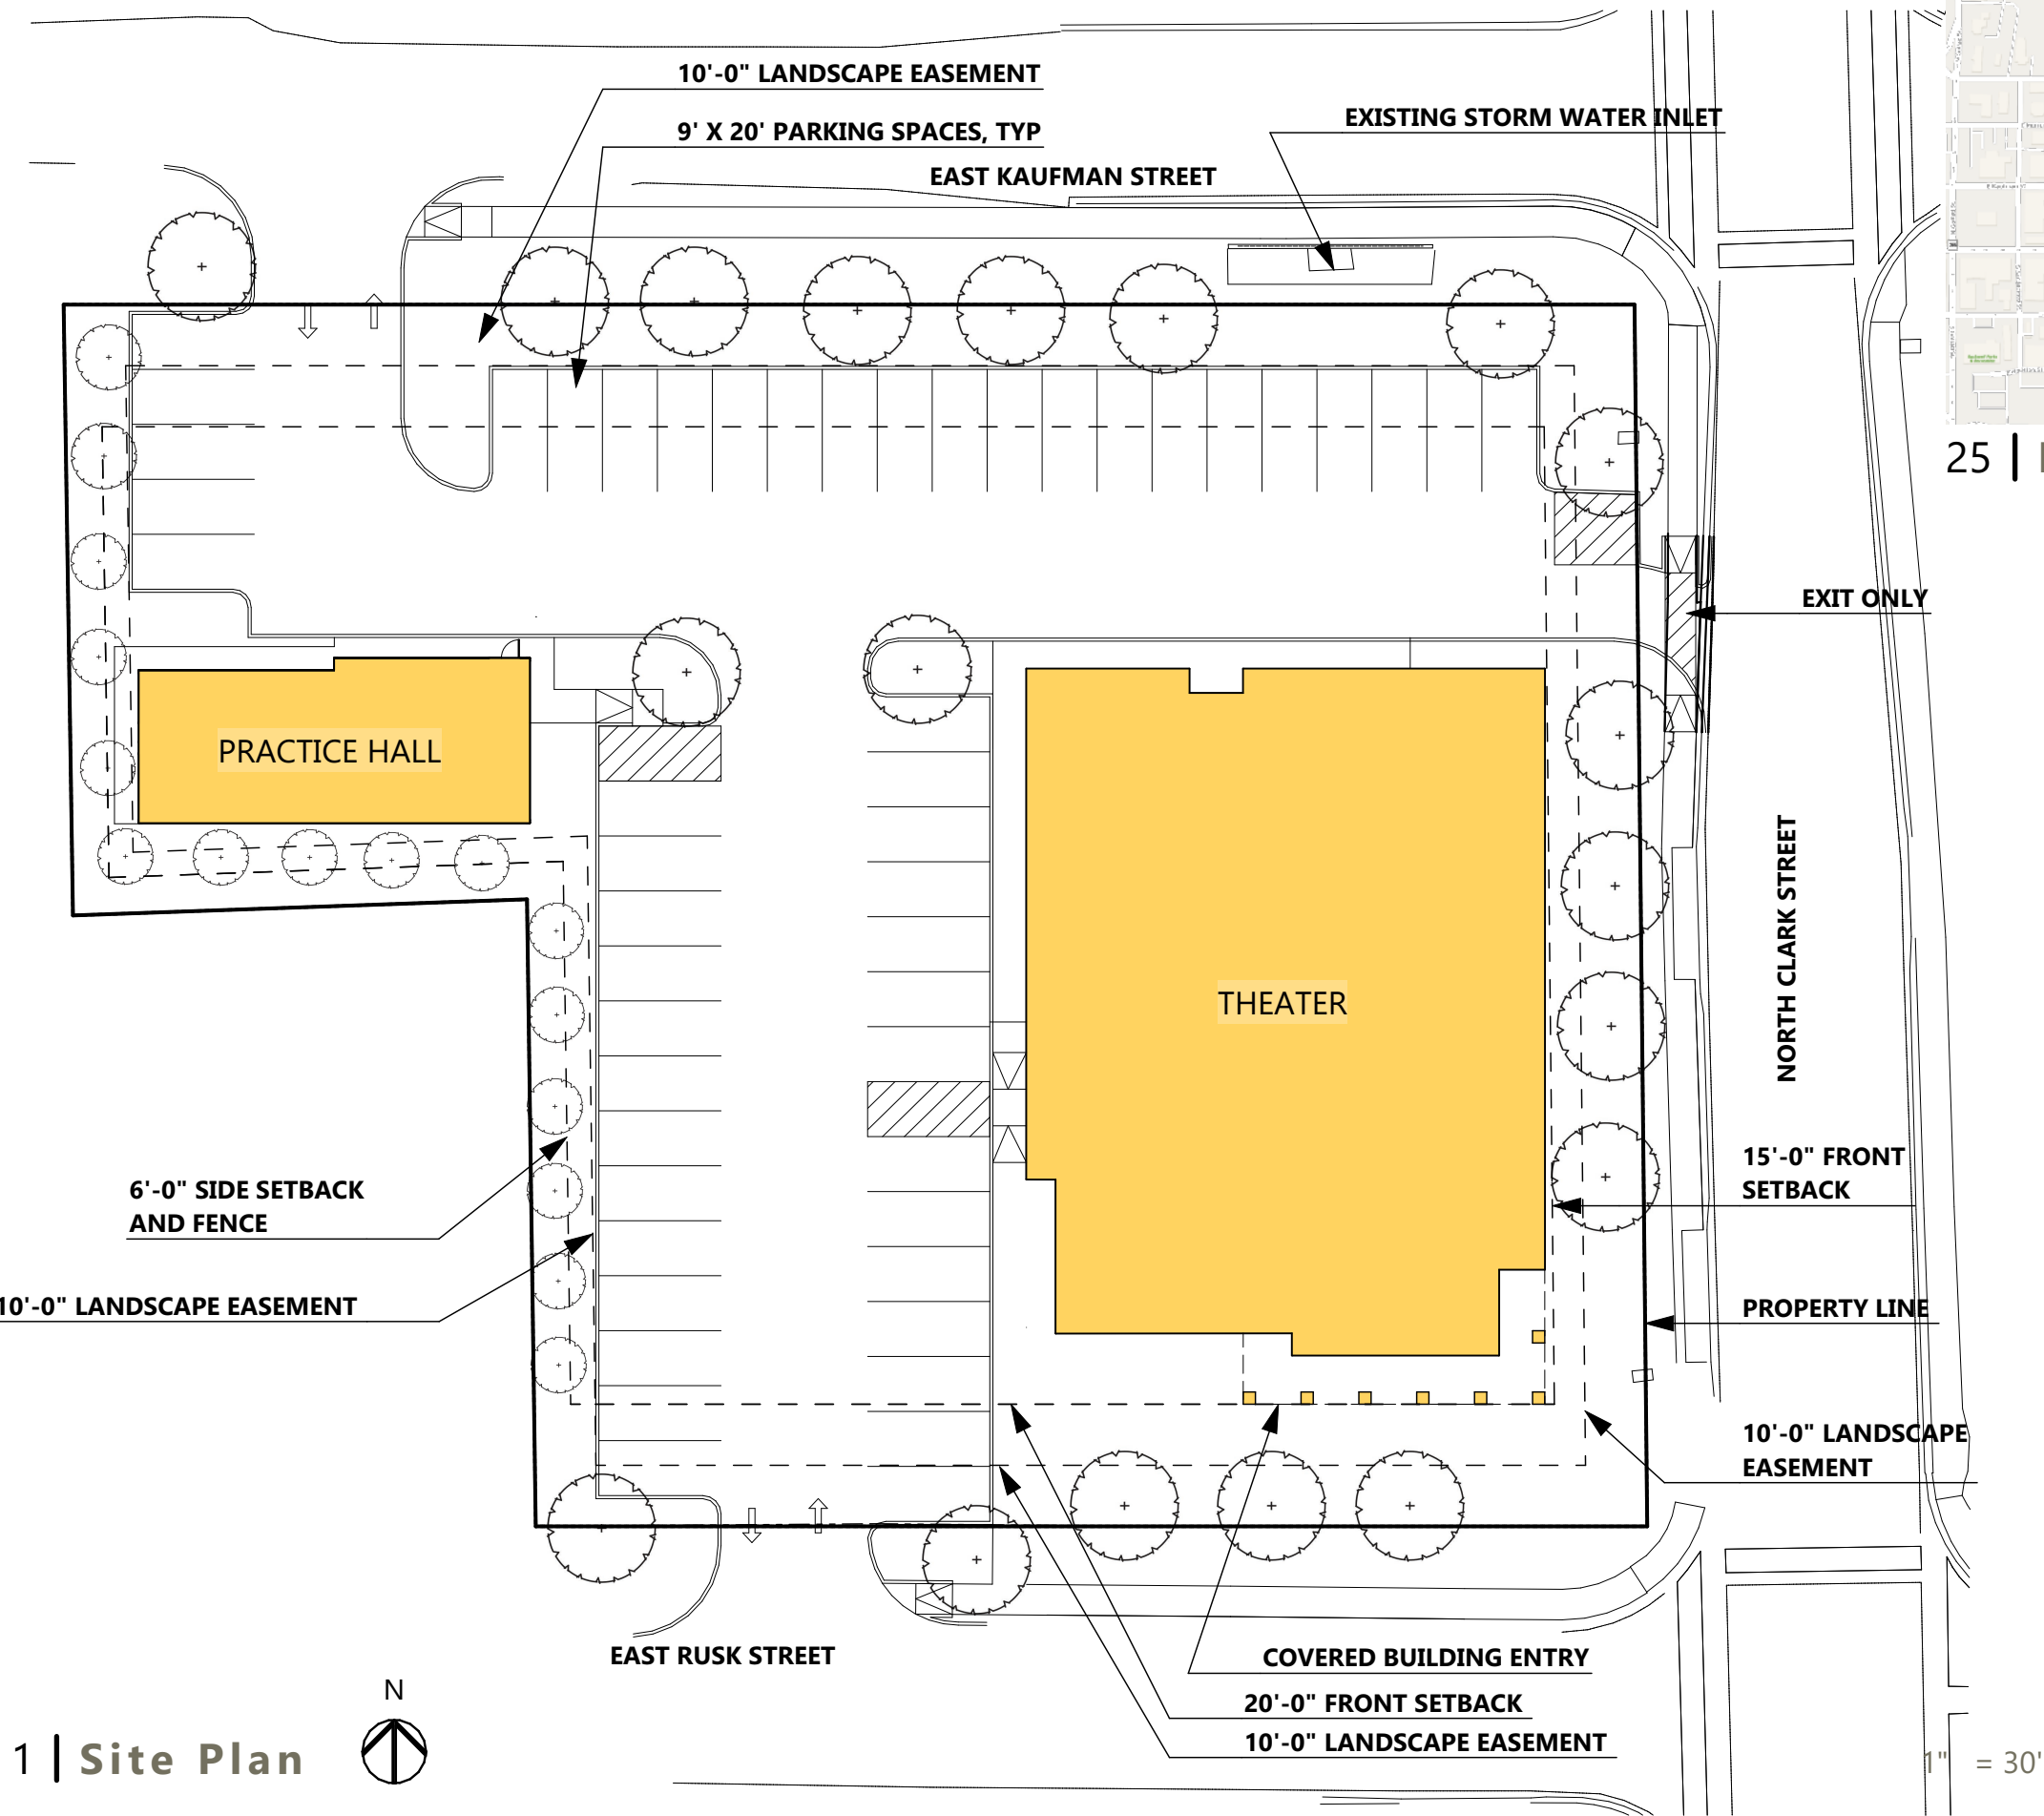 10'-0" LANDSCAPE EASEMENT
9' X 20' PARKING SPACES, TYP
EXISTING STORM WATER INLET
EAST KAUFMAN STREET
25
EXIT ONLY
PRACTICE HALL
THEATER
NORTH CLARK STREET
6'-0" SIDE SETBACK
AND FENCE
10'-0" LANDSCAPE EASEMENT
15'-0" FRONT
SETBACK
PROPERTY LINE
10'-0" LANDSCAPE
EASEMENT
EAST RUSK STREET
COVERED BUILDING ENTRY
20'-0" FRONT SETBACK
10'-0" LANDSCAPE EASEMENT
N
1 | Site Plan
1" = 30'